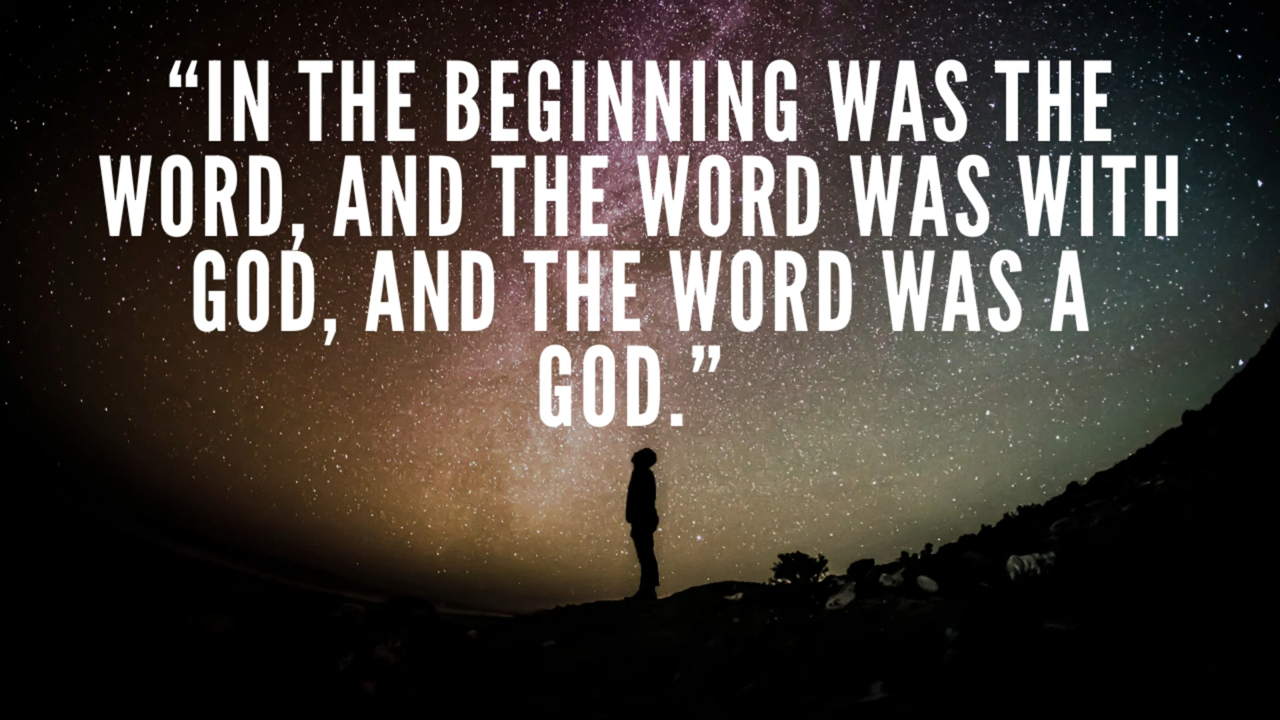 “IN THE BEGINNING WAS THE
WORD, AND THE WORD WAS WITH
GOD, AND THE WORD WAS A
GOD.”